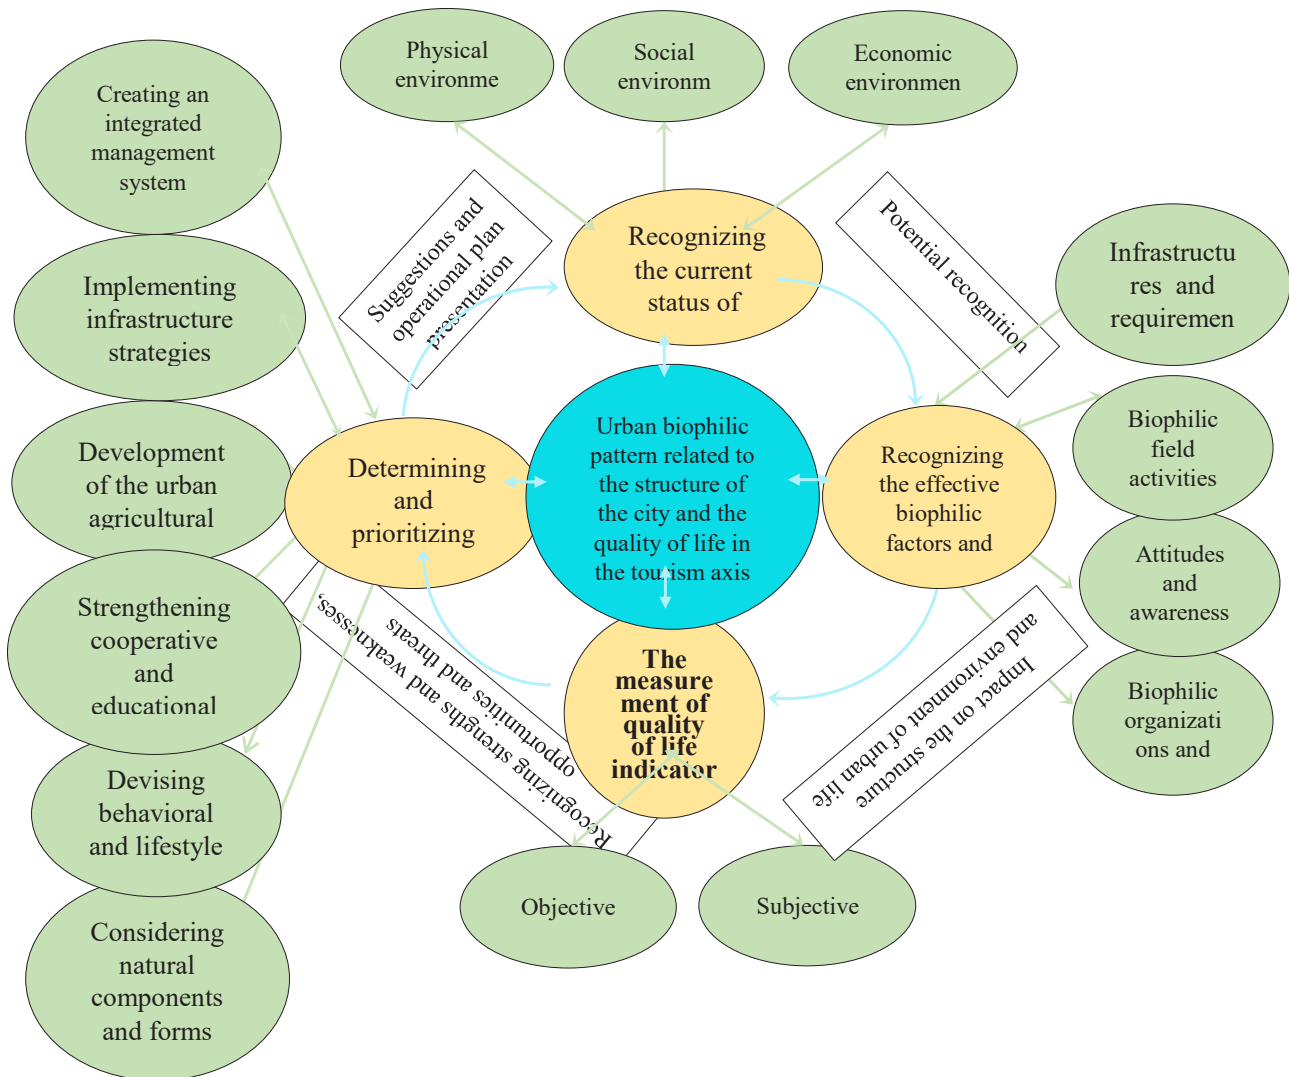 Physical
environme
Social
environm
Economic
environmen
Creating an
integrated
management
system
Implementing
infrastructure
strategies
Development
of the urban
agricultural
Strengthening
cooperative
and
educational
Devising
behavioral
and lifestyle
Considering
natural
components
and forms
Suggestions and
operational plan
presentation
Recognizing
the current
status of
Potential recognition
Infrastructu
res and
requiremen
Biophilic
field
activities
Attitudes
and
awareness
Biophilic
organizati
ons and
Determining
and
prioritizing
Urban biophilic
pattern related to
the structure of
the city and the
quality of life in
the tourism axis
Recognizing
the effective
biophilic
factors and
The
measure
ment of
quality
of life
indicator
Recognizing strengths and weaknesses,
opportunities and threats
Impact on the structure
and environment of urban life
Objective
Subjective